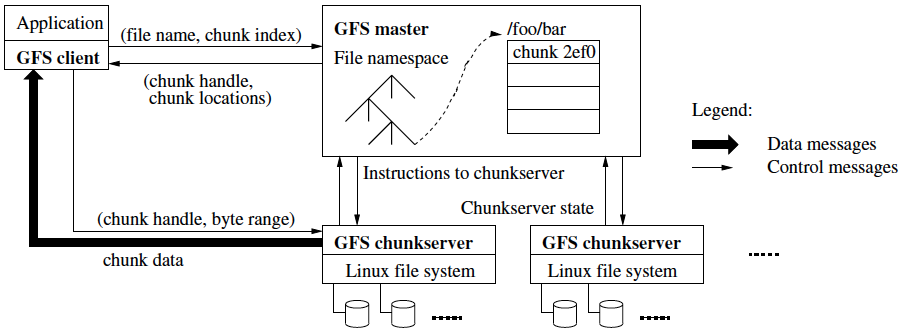 Application
GFS client
(file name, chunk index)
(chunk handle,
chunk locations)
GFS master
File namespace
/foo/bar
chunk 2ef0
Legend:
Data messages
Control messages
Instructions to chunkserver
Chunkserver state
(chunk handle, byte range)
chunk data
GFS chunkserver
Linux file system
GFS chunkserver
Linux file system